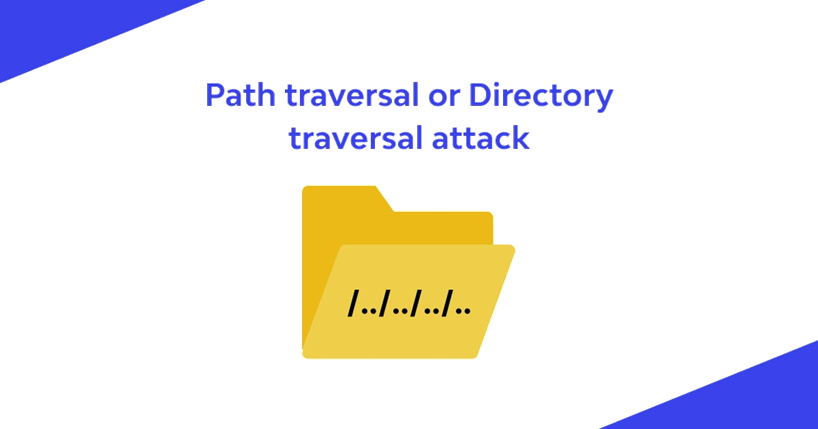 Path traversal or Directory
traversal attack
/../../../..